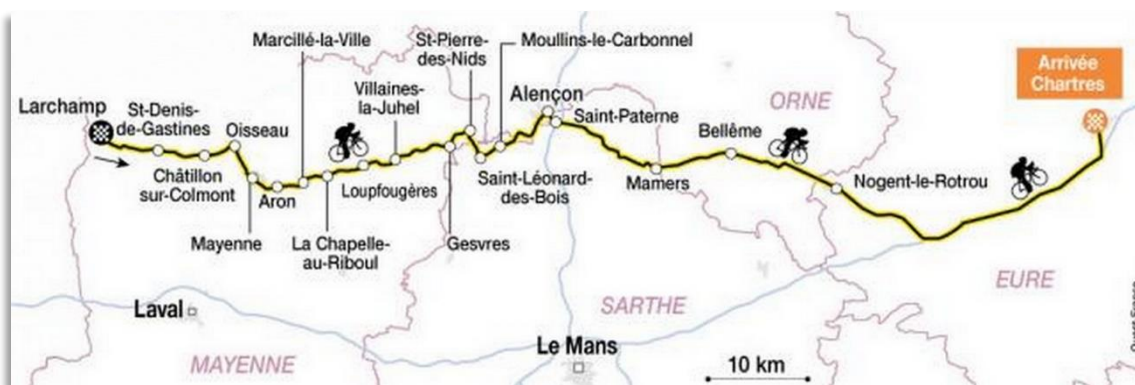 Marcillé-la-Ville
St-Pierre-
des-Nids
Moullins-le-Carbonnel
Arrivée
Chartres
Larchamp
St-Denis-
de-Gastines
Oisseau
Villaines-
la-Juhel
Alençon
Saint-Paterne
ORNE
Bellême
Châtillon
sur-Colmont
Aron
Loupfougères
Saint-Léonard-
des-Bois
Mamers
Nogent-le-Rotrou
Mayenne
La Chapelle-
au-Riboul
Gesvres
EURE
Laval
SARTHE
Le Mans
MAYENNE
10 km